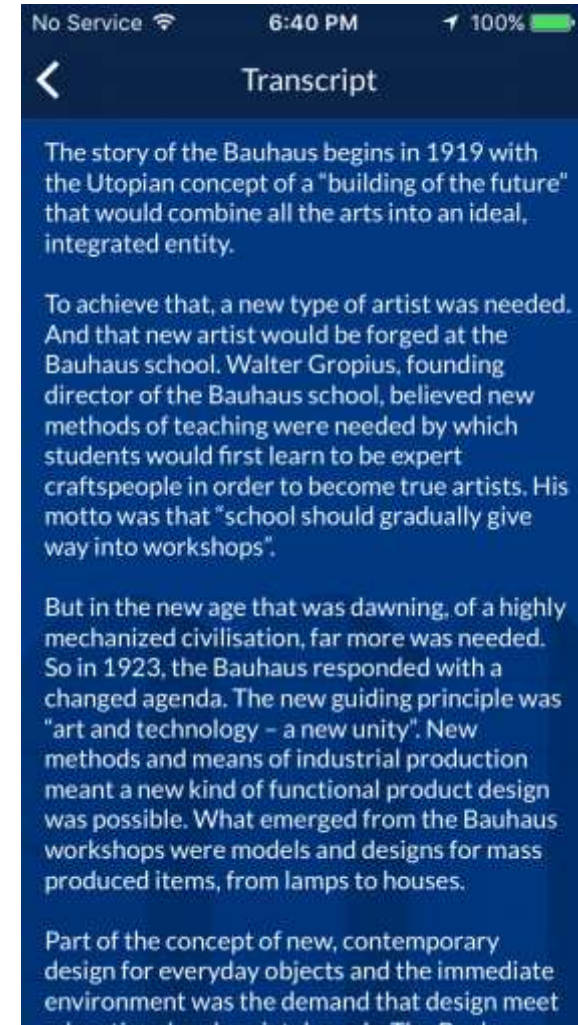 No Service 6:40 PM 100%
Transcript
The story of the Bauhaus begins in 1919 with
the Utopian concept of a “building of the future”
that would combine all the arts into an ideal,
integrated entity.
To achieve that, a new type of artist was needed.
And that new artist would be forged at the
Bauhaus school. Walter Gropius, founding
director of the Bauhaus school, believed new
methods of teaching were needed by which
students would first learn to be expert
craftspeople in order to become true artists. His
motto was that “school should gradually give
way into workshops”.
But in the new age that was dawning, of a highly
mechanized civilisation, far more was needed.
So in 1923, the Bauhaus responded with a
changed agenda. The new guiding principle was
“art and technology – a new unity”. New
methods and means of industrial production
meant a new kind of functional product design
was possible. What emerged from the Bauhaus
workshops were models and designs for mass
produced items, from lamps to houses.
Part of the concept of new, contemporary
design for everyday objects and the immediate
environment was the demand that design meet